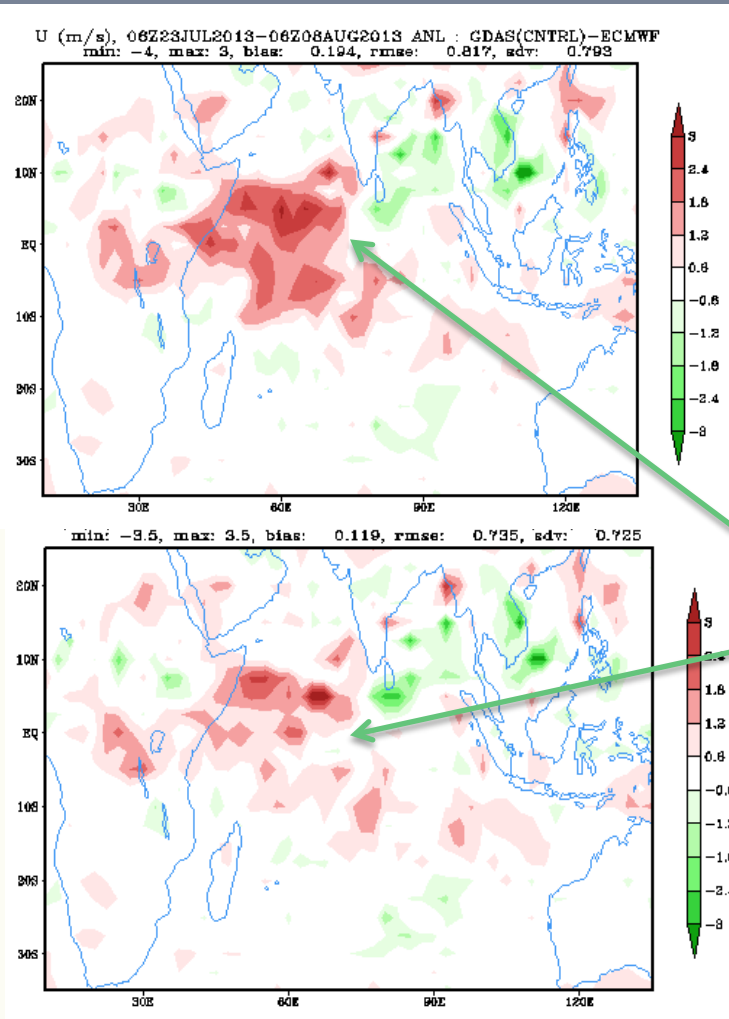 U (m/s), 06Z23JUL2013-06Z08AUG2013 ANL : GDAS(CNTRL)-ECMWF
min: -4, max: 3, bias: 0.194, rmse: 0.817, sdv: 0.793
20N
10N
EQ
10S
20S
30S
30E 60E 90E 120E
3
2.4
1.8
1.2
0.6
-0.6
-1.2
-1.8
-2.4
-3
min: -3.5, max: 3.5, bias: 0.119, rmse: 0.735, sdv: 0.725
20N
10N
EQ
10S
20S
30S
30E 60E 90E 120E
3
1.8
1.2
0.6
-0.
-1.
-1.
-2.
-3